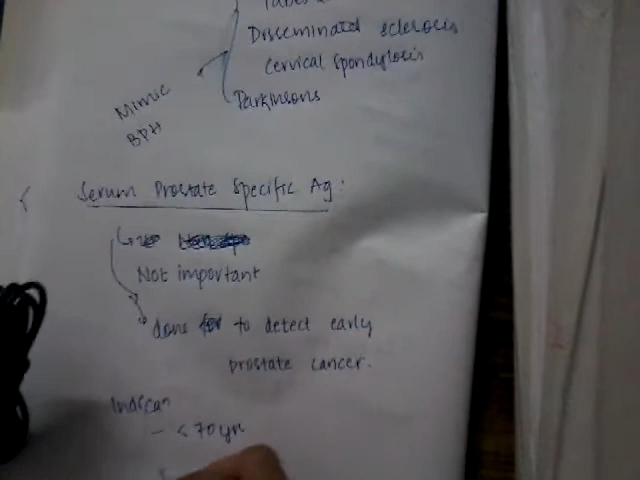 Disseminated sclerosis
Cervical spondylosis
Parkinsons
Mimic
BPH
Serum Prostate Specific Ag:
Not important
done to detect early
prostate cancer.
- < 70 yrs